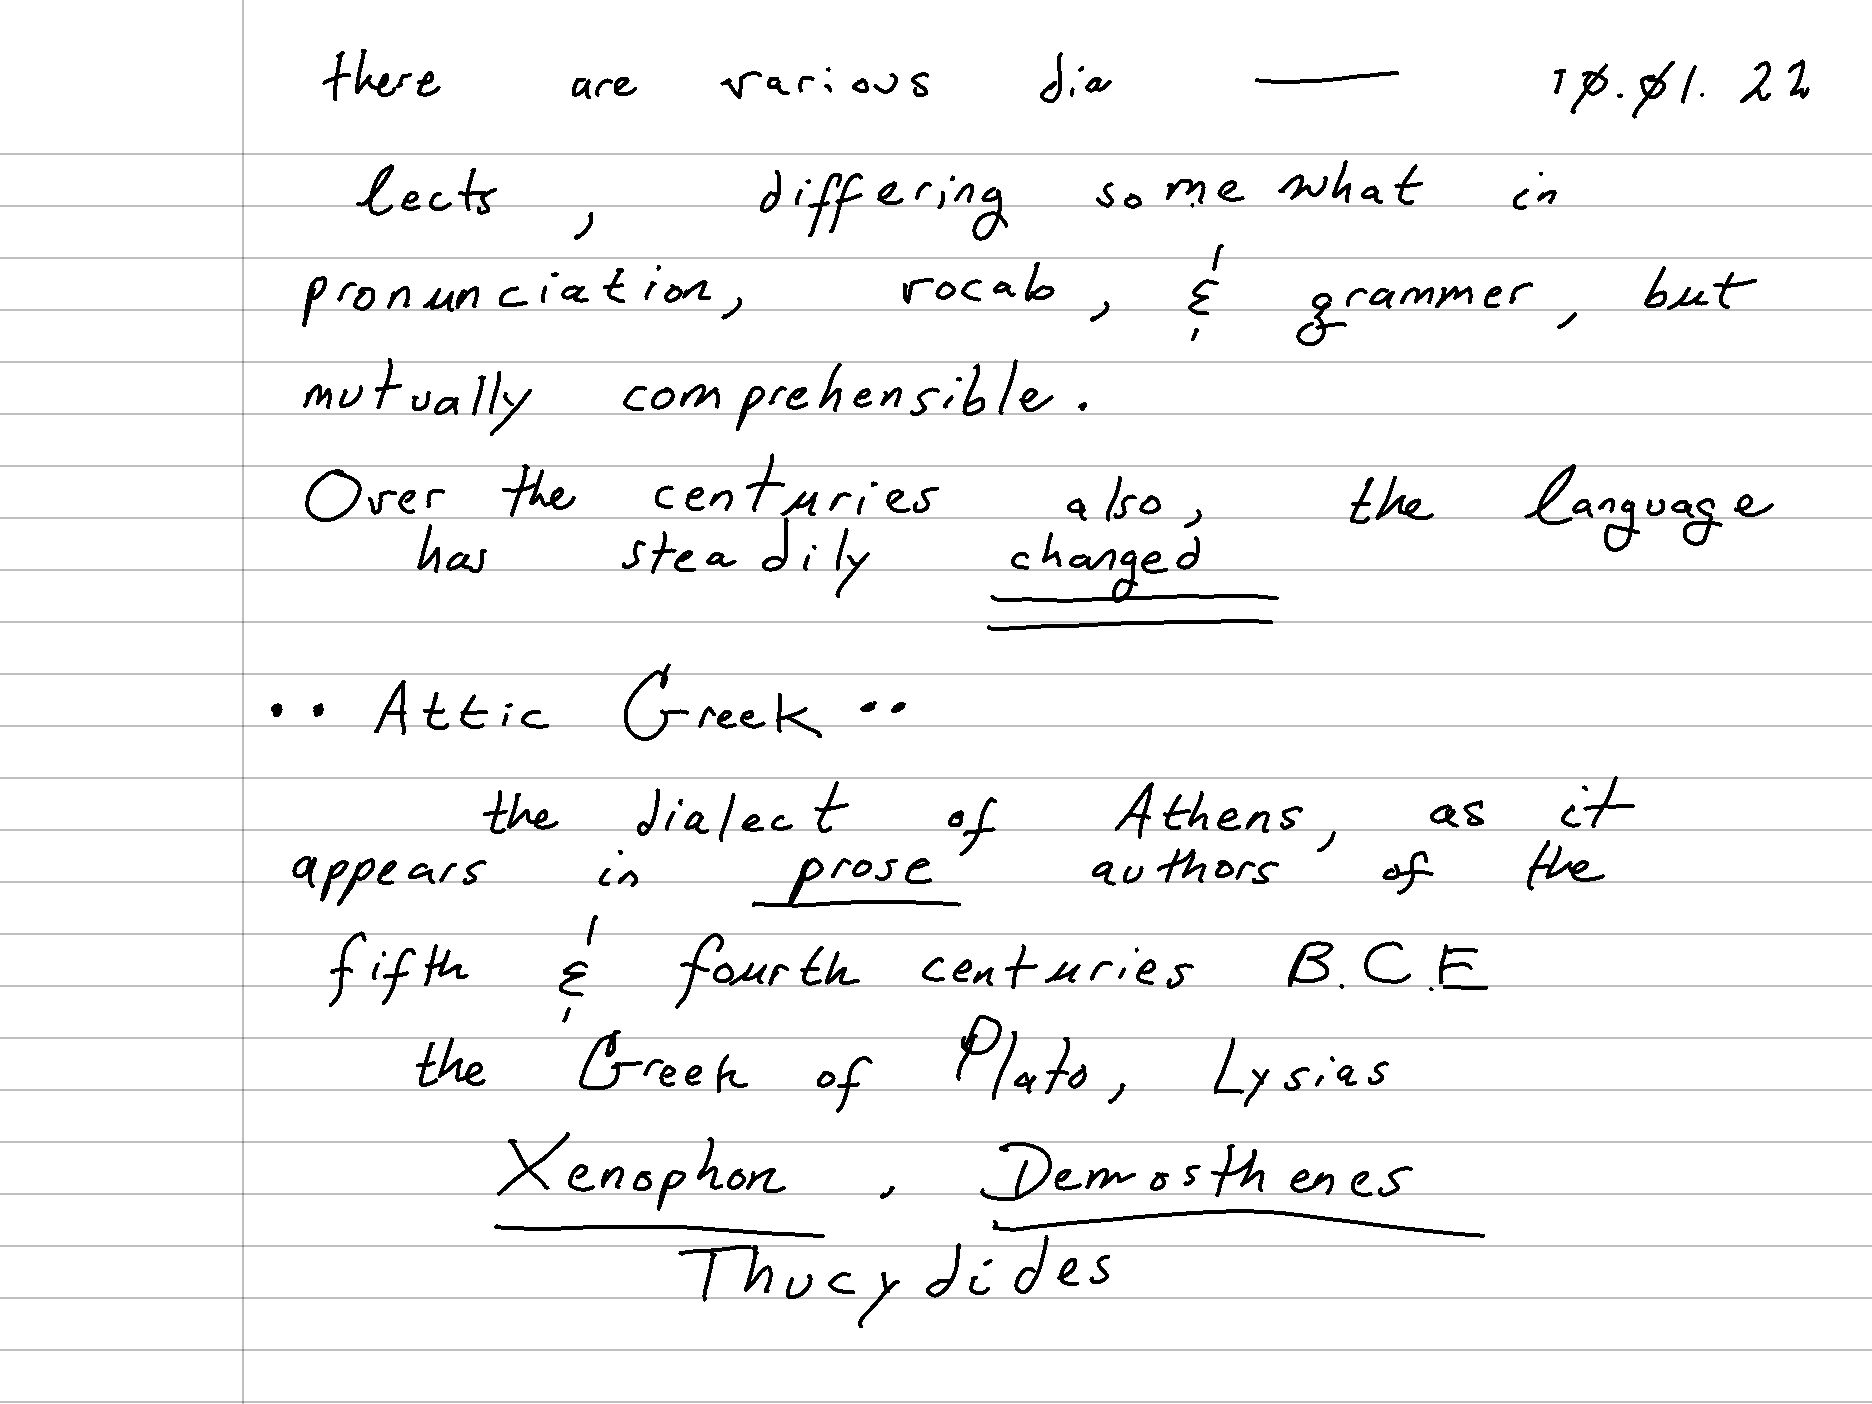 there are various dia — 10.01.22
lects, differing somewhat in
pronunciation, vocab, & grammer, but
mutually comprehensible.
Over the centuries also, the language
has steadily changed
·· Attic Greek ··
the dialect of Athens, as it
appears in prose authors of the
fifth & fourth centuries B.C.E
the Greek of Plato, Lysias
Xenophon, Demosthenes
Thucydides